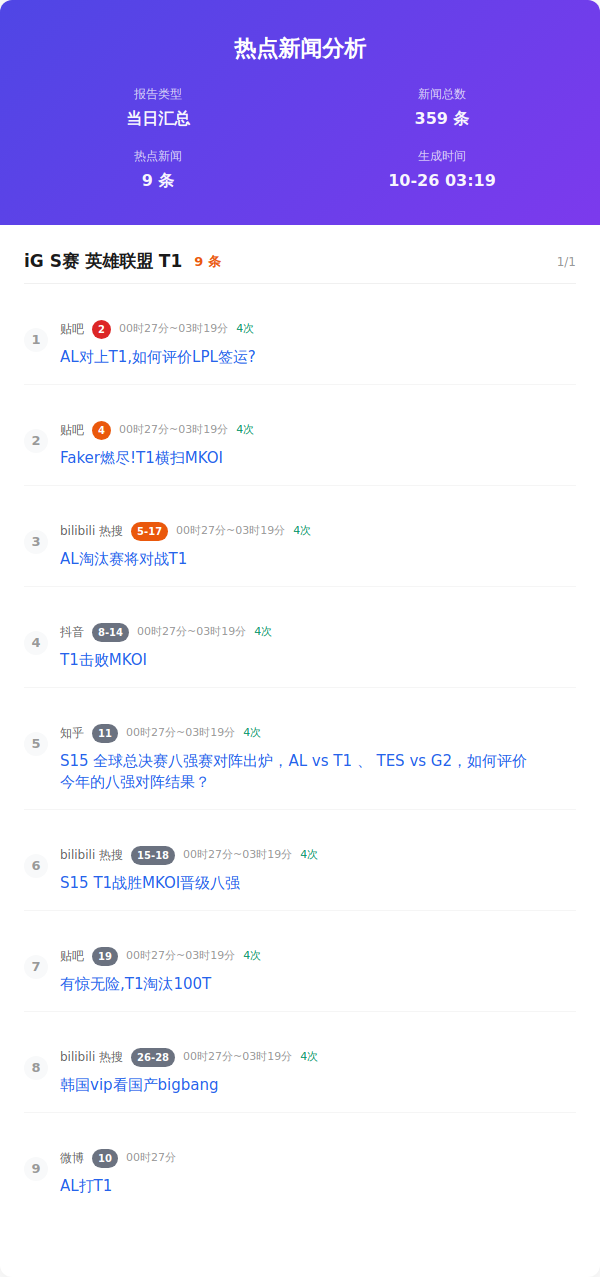 热点新闻分析
报告类型
新闻总数
当日汇总
359 条
热点新闻
生成时间
9 条
10-26 03:19
iG S赛 英雄联盟 T1 9 条 1/1
1 贴吧 2 00时27分~03时19分 4次
AL对上T1,如何评价LPL签运?
2 贴吧 4 00时27分~03时19分 4次
Faker燃尽!T1横扫MKOI
3 bilibili 热搜 5-17 00时27分~03时19分 4次
AL淘汰赛将对战T1
4 抖音 8-14 00时27分~03时19分 4次
T1击败MKOI
5 知乎 11 00时27分~03时19分 4次
S15 全球总决赛八强赛对阵出炉，AL vs T1 、 TES vs G2，如何评价
今年的八强对阵结果？
6 bilibili 热搜 15-18 00时27分~03时19分 4次
S15 T1战胜MKOI晋级八强
7 贴吧 19 00时27分~03时19分 4次
有惊无险,T1淘汰100T
8 bilibili 热搜 26-28 00时27分~03时19分 4次
韩国vip看国产bigbang
9 微博 10 00时27分
AL打T1